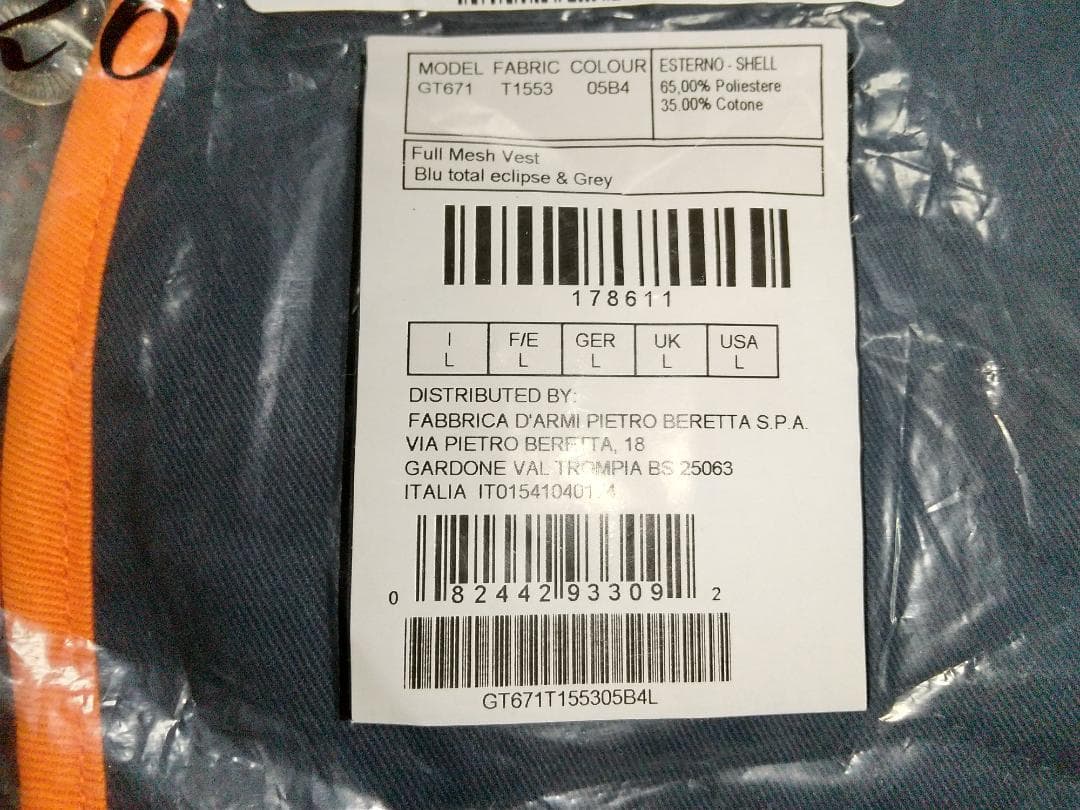 MODEL FABRIC COLOUR
GT671 T1553 05B4
ESTERNO - SHELL
65,00% Poliestere
35.00% Cotone
Full Mesh Vest
Blu total eclipse & Grey
178611
I F/E GER UK USA
L L L L L
DISTRIBUTED BY:
FABBRICA D'ARMI PIETRO BERETTA S.P.A.
VIA PIETRO BERETTA, 18
GARDONE VAL TROMPIA BS 25063
ITALIA
0 82442 93309 2
GT671T155305B4L